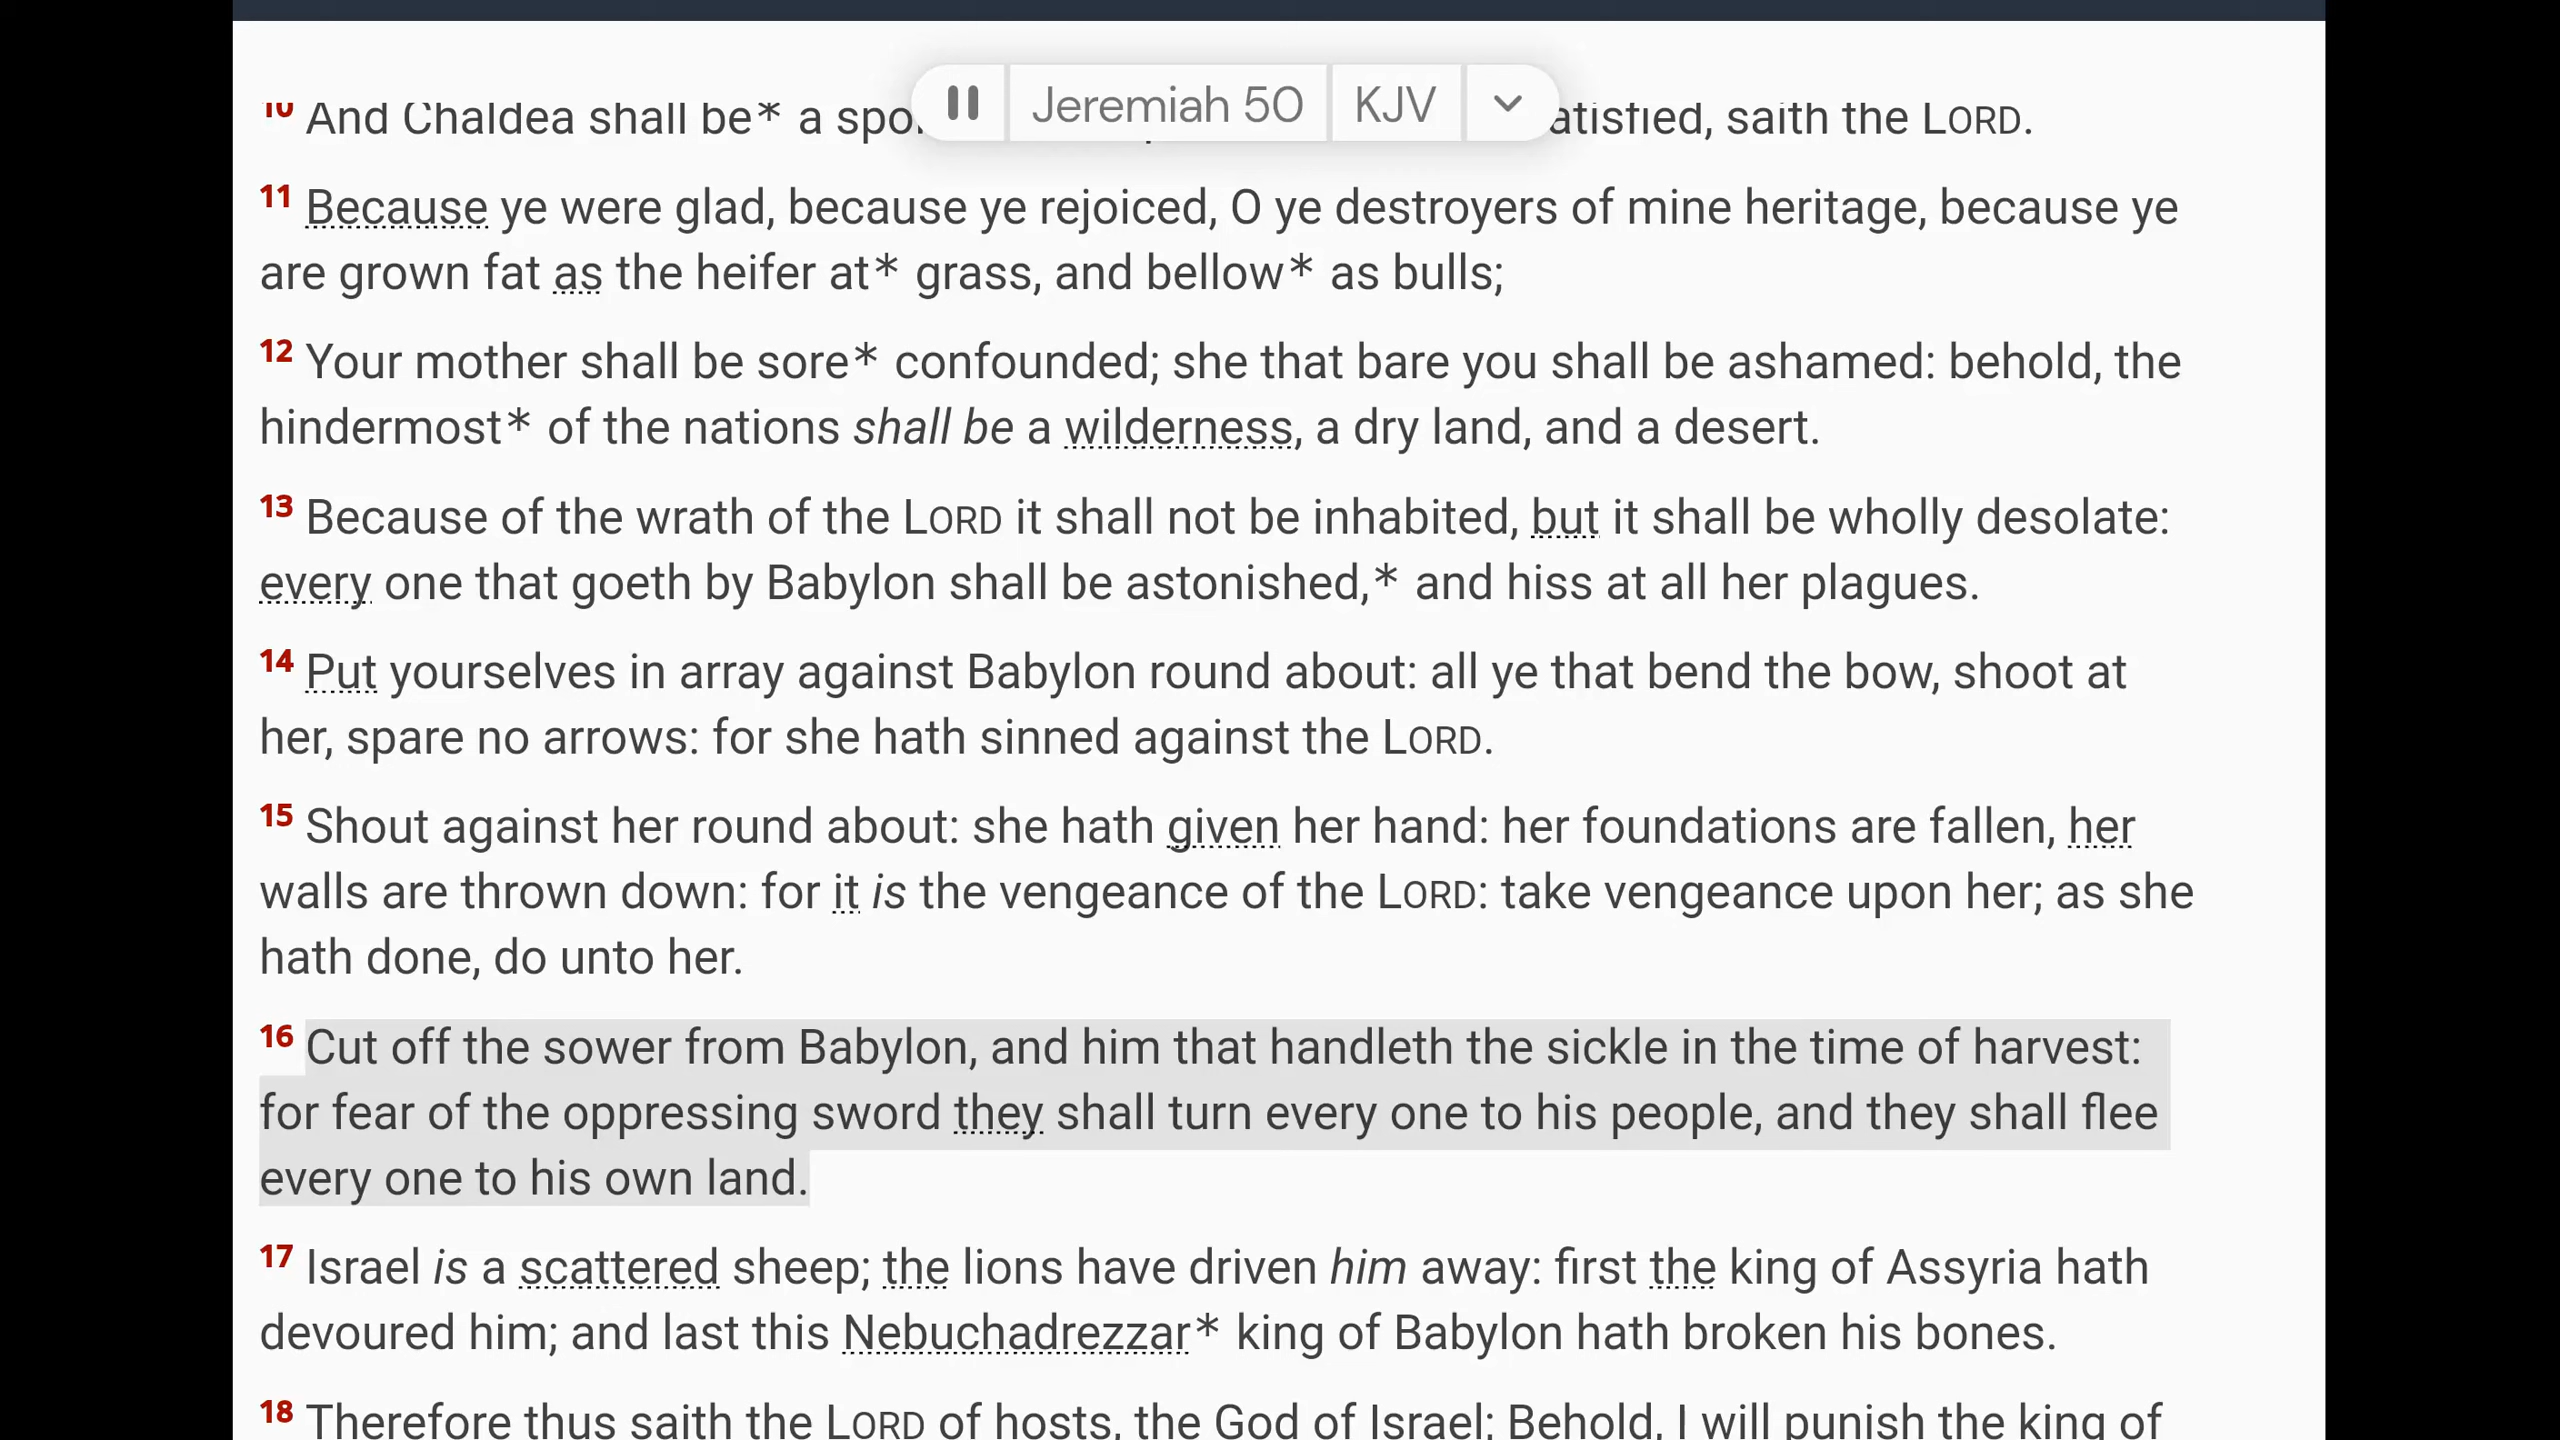 Jeremiah 50 KJV
10 And Chaldea shall be* a saith the LORD.
11 Because ye were glad, because ye rejoiced, O ye destroyers of mine heritage, because ye
are grown fat as the heifer at* grass, and bellow* as bulls;
12 Your mother shall be sore* confounded; she that bare you shall be ashamed: behold, the
hindermost* of the nations shall be a wilderness, a dry land, and a desert.
13 Because of the wrath of the LORD it shall not be inhabited, but it shall be wholly desolate:
every one that goeth by Babylon shall be astonished,* and hiss at all her plagues.
14 Put yourselves in array against Babylon round about: all ye that bend the bow, shoot at
her, spare no arrows: for she hath sinned against the LORD.
15 Shout against her round about: she hath given her hand: her foundations are fallen, her
walls are thrown down: for it is the vengeance of the LORD: take vengeance upon her; as she
hath done, do unto her.
16 Cut off the sower from Babylon, and him that handleth the sickle in the time of harvest:
for fear of the oppressing sword they shall turn every one to his people, and they shall flee
every one to his own land.
17 Israel is a scattered sheep; the lions have driven him away: first the king of Assyria hath
devoured him; and last this Nebuchadrezzar* king of Babylon hath broken his bones.
18 Therefore thus saith the LORD of hosts, the God of Israel; Behold, I will punish the king of